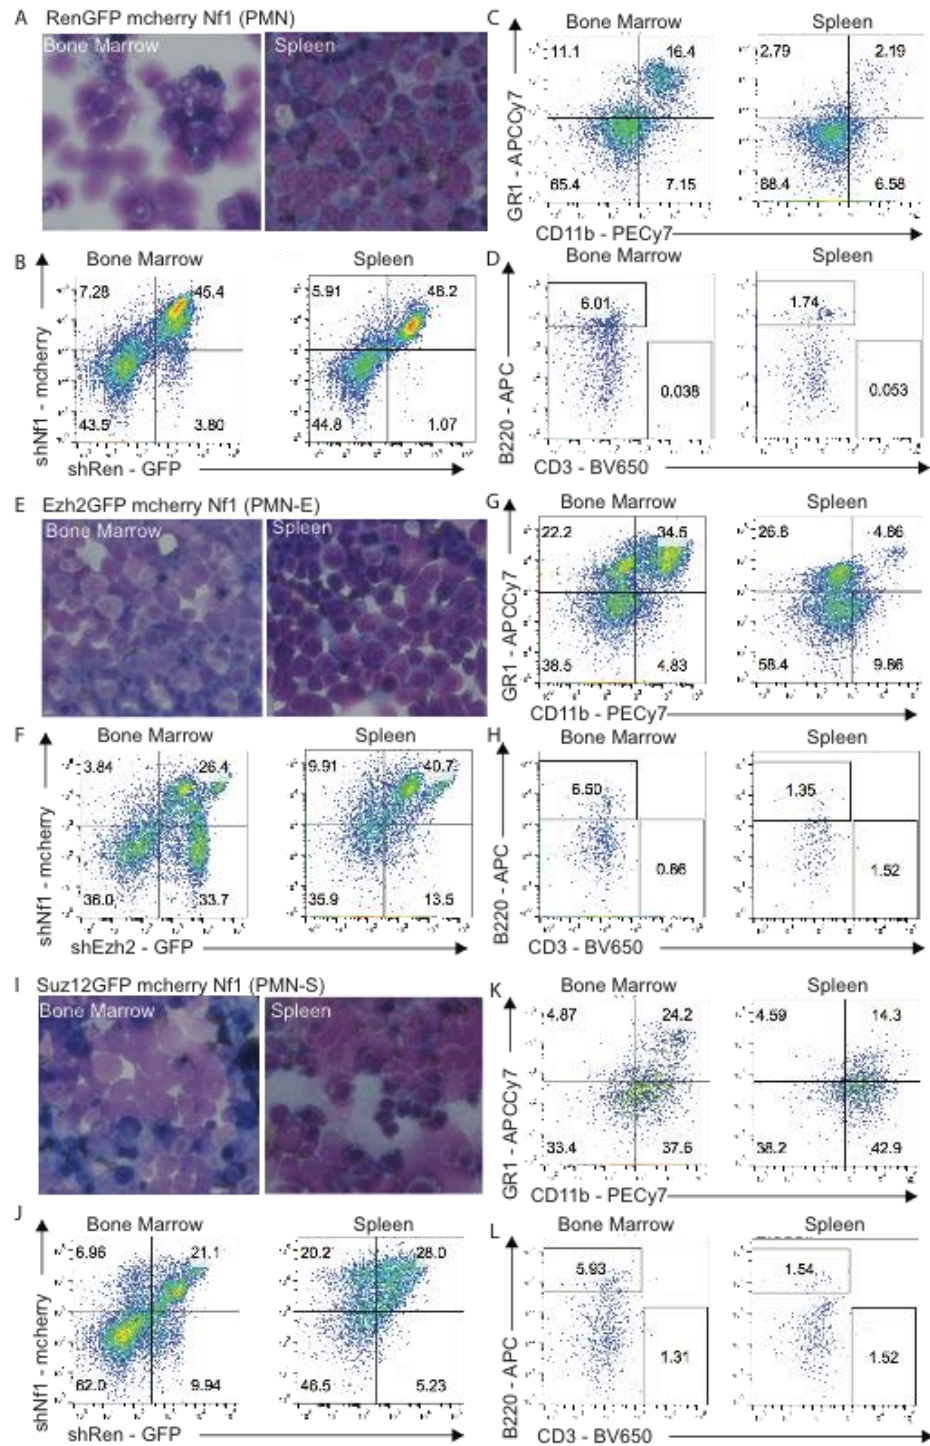 A RenGFP mcherry Nf1 (PMN)
Bone Marrow
Spleen
C Bone Marrow Spleen
11.1 16.4
65.4 7.15
2.79 2.19
88.4 6.58
GR1 - APCCy7
CD11b - PECy7
B Bone Marrow Spleen
7.28 45.4
43.5 3.80
5.91 48.2
44.8 1.07
shNf1 - mcherry
shRen - GFP
D Bone Marrow Spleen
6.01
0.038
1.74
0.053
B220 - APC
CD3 - BV650
E Ezh2GFP mcherry Nf1 (PMN-E)
Bone Marrow
Spleen
G Bone Marrow Spleen
22.2 34.5
38.5 4.83
26.8 4.86
58.4 9.86
GR1 - APCCy7
CD11b - PECy7
F Bone Marrow Spleen
3.84 26.4
36.0 33.7
9.91 40.7
35.9 13.5
shNf1 - mcherry
shEzh2 - GFP
H Bone Marrow Spleen
6.50
0.66
1.35
1.52
B220 - APC
CD3 - BV650
I Suz12GFP mcherry Nf1 (PMN-S)
Bone Marrow
Spleen
K Bone Marrow Spleen
4.87 24.2
33.4 37.6
4.59 14.3
38.2 42.9
GR1 - APCCy7
CD11b - PECy7
J Bone Marrow Spleen
6.96 21.1
62.0 9.94
20.2 28.0
46.5 5.23
shNf1 - mcherry
shRen - GFP
L Bone Marrow Spleen
5.93
1.31
1.54
1.52
B220 - APC
CD3 - BV650